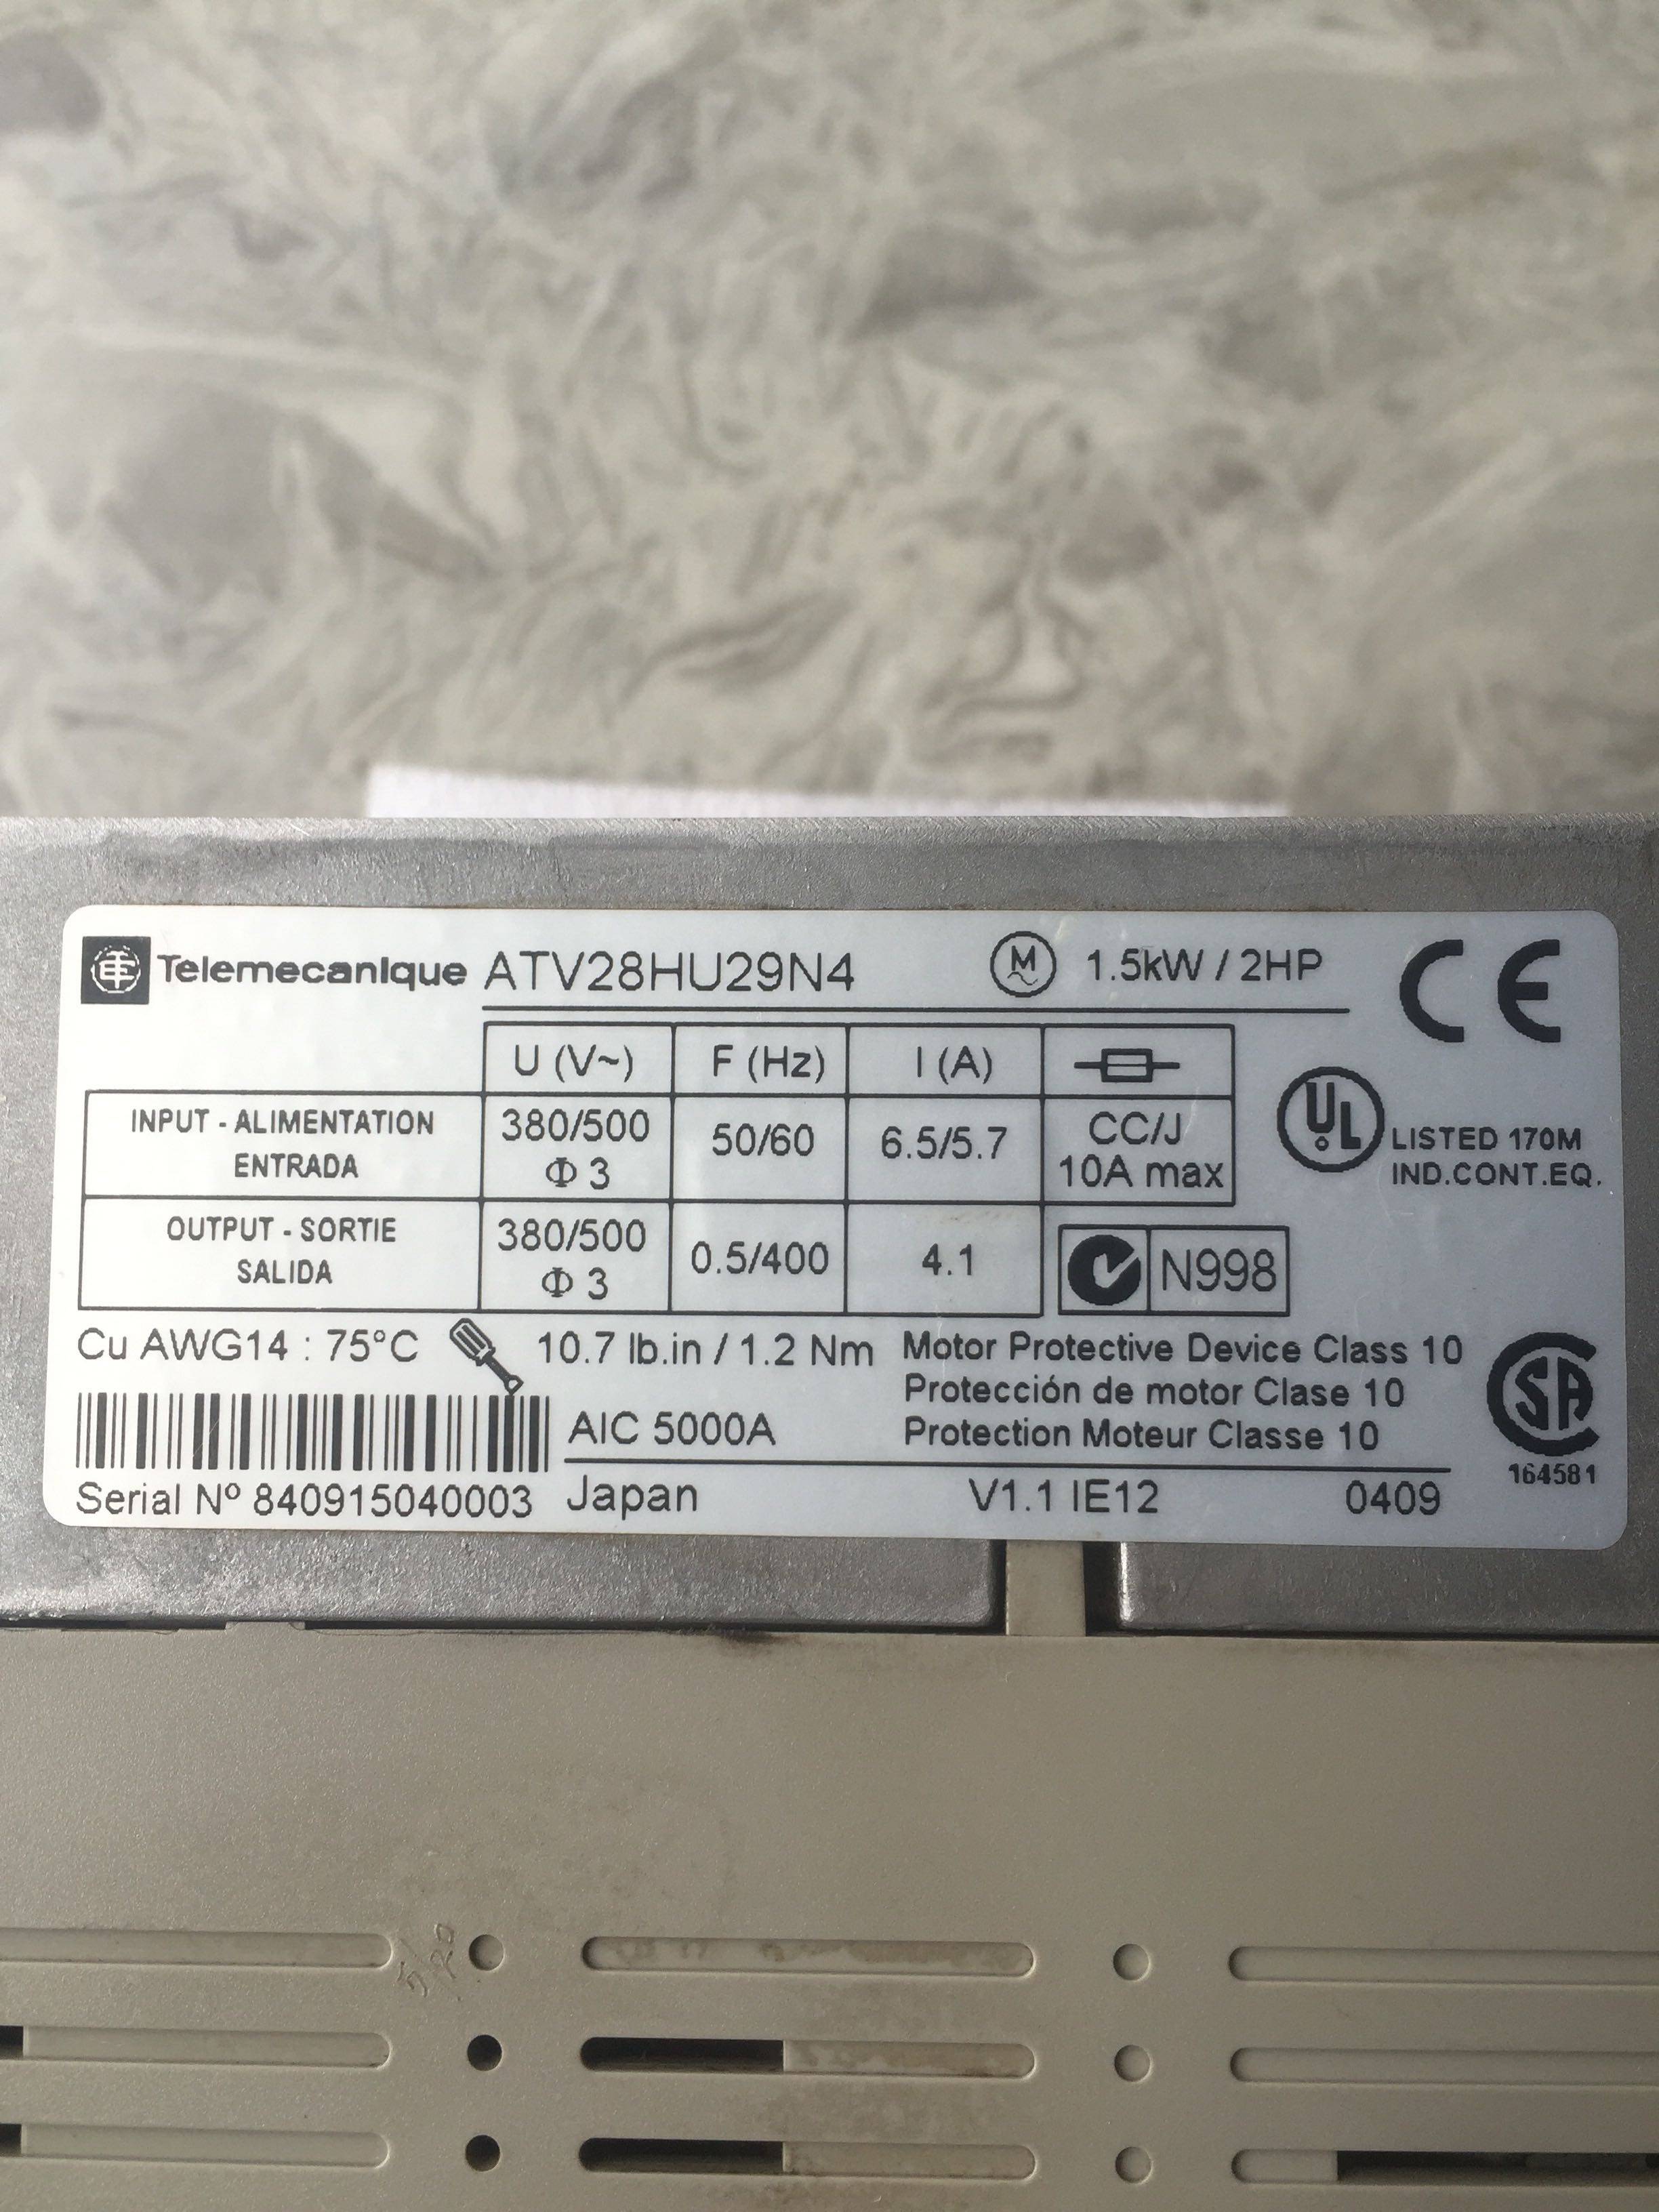 Telemecanique ATV28HU29N4 M 1.5kW / 2HP CE
U (V~) F (Hz) I (A)
INPUT - ALIMENTATION
ENTRADA
380/500
Φ 3
50/60
6.5/5.7
CC/J
10A max
UL LISTED 170M
IND.CONT.EQ.
OUTPUT - SORTIE
SALIDA
380/500
Φ 3
0.5/400
4.1
N998
Cu AWG14 : 75°C 10.7 lb.in / 1.2 Nm
Motor Protective Device Class 10
Protección de motor Clase 10
Protection Moteur Classe 10
AIC 5000A
SA
164581
Serial Nº 840915040003 Japan V1.1 IE12 0409